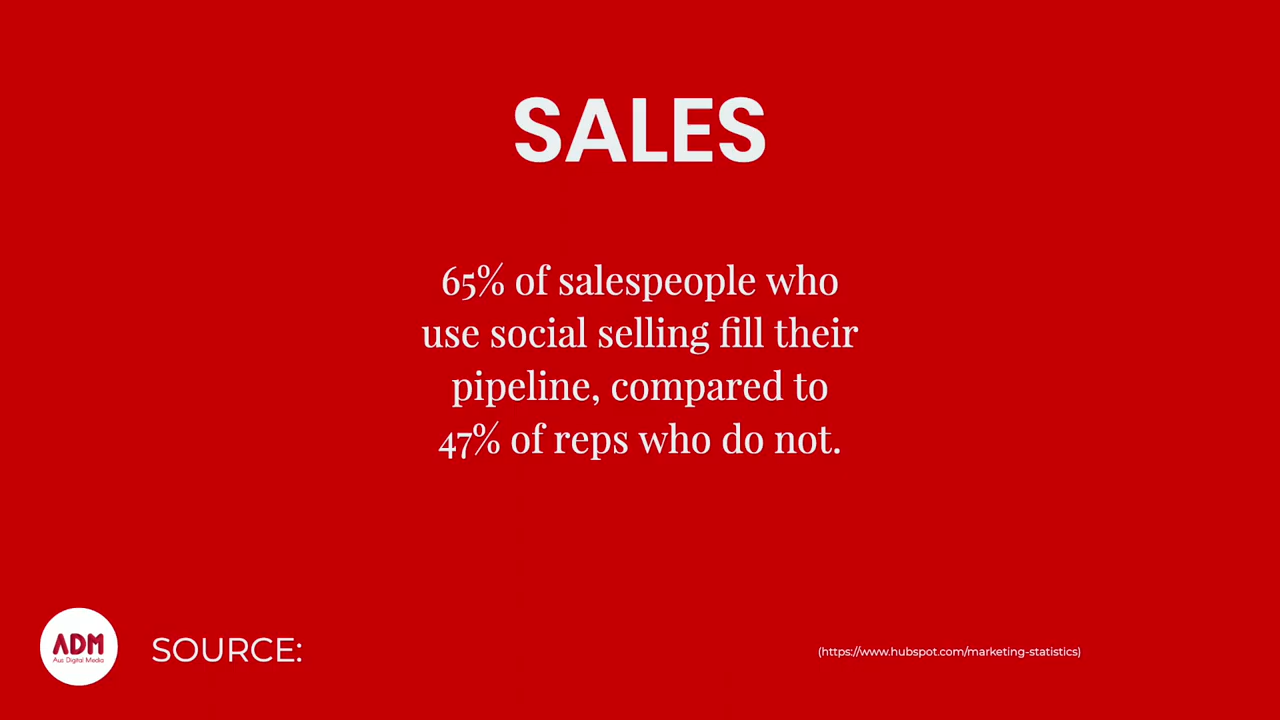 SALES
65% of salespeople who
use social selling fill their
pipeline, compared to
47% of reps who do not.
ADM
Aus Digital Media
SOURCE:
(https://www.hubspot.com/marketing-statistics)